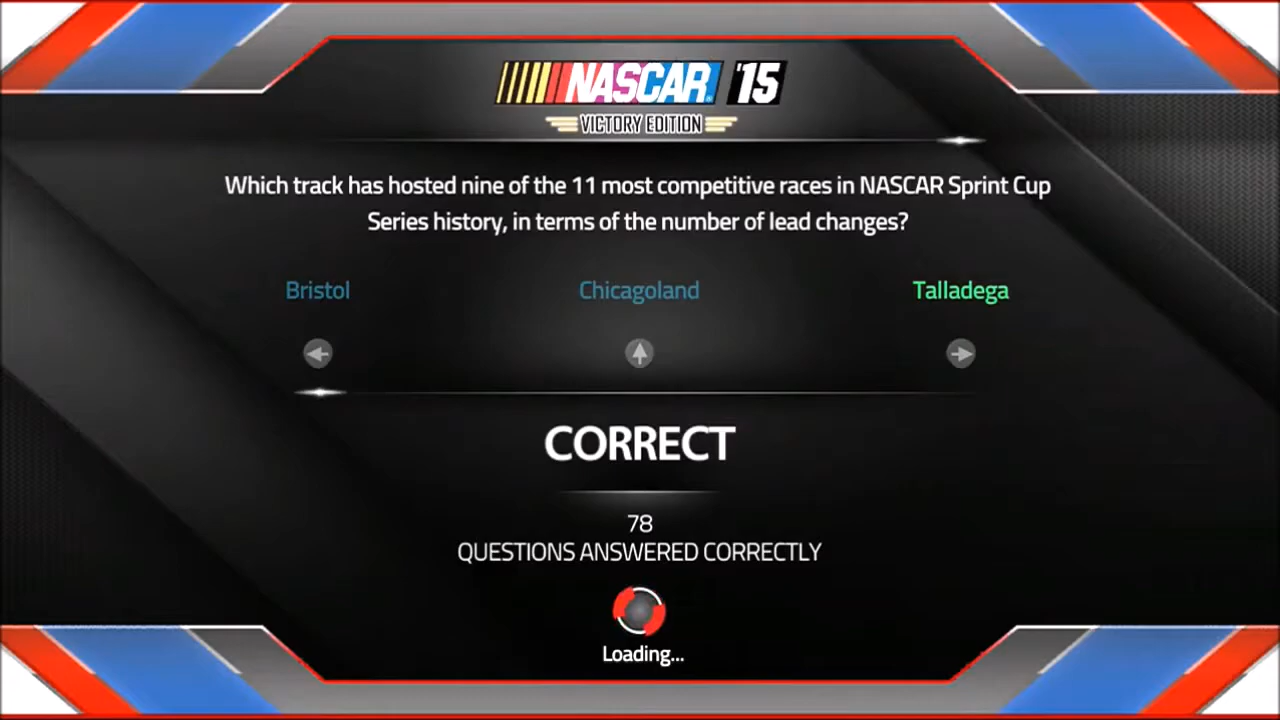 NASCAR '15
VICTORY EDITION
Which track has hosted nine of the 11 most competitive races in NASCAR Sprint Cup
Series history, in terms of the number of lead changes?
Bristol
Chicagoland
Talladega
CORRECT
78
QUESTIONS ANSWERED CORRECTLY
Loading...